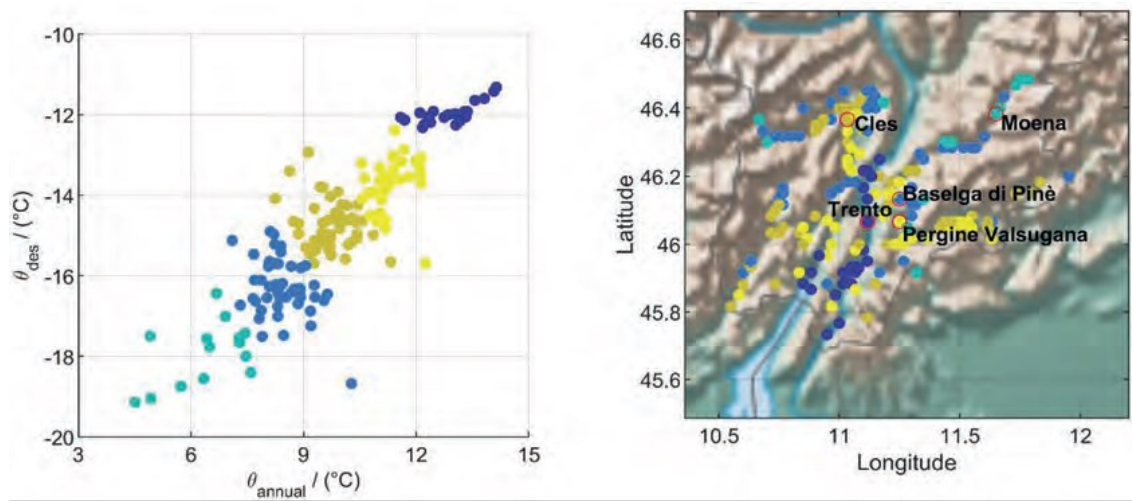 -10
-12
-14
-16
-18
-20
θdes / (°C)
3
6
9
12
15
θannual / (°C)
46.6
46.4
46.2
46
45.8
45.6
Latitude
Cles
Moena
Baselga di Pinè
Trento
Pergine Valsugana
10.5
11
11.5
12
Longitude